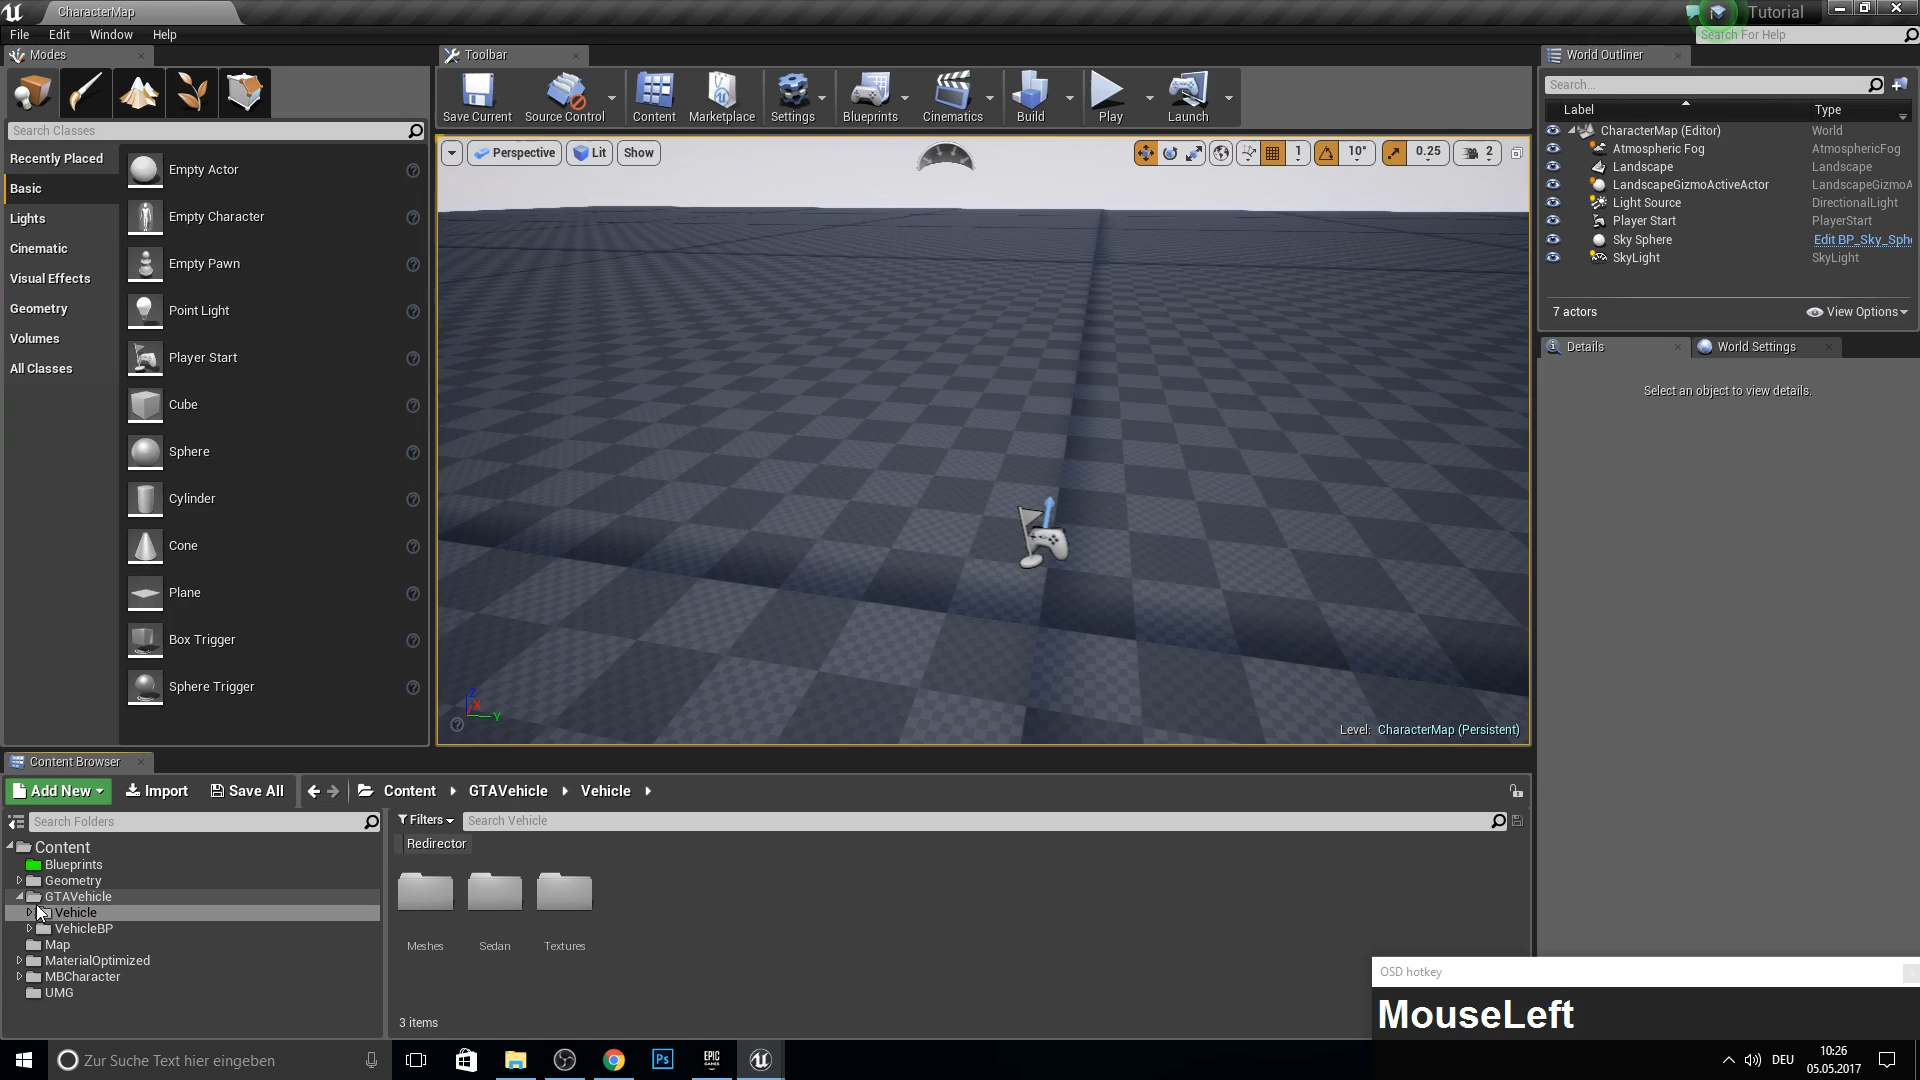 CharacterMap
Tutorial
File Edit Window Help
Search For Help
Modes
Search Classes
Recently Placed
Basic
Lights
Cinematic
Visual Effects
Geometry
Volumes
All Classes
Empty Actor
Empty Character
Empty Pawn
Point Light
Player Start
Cube
Sphere
Cylinder
Cone
Plane
Box Trigger
Sphere Trigger
Toolbar
Save Current Source Control Content Marketplace Settings Blueprints Cinematics Build Play Launch
Perspective Lit Show
1 10° 0.25 2
Z
X
Y
Level: CharacterMap (Persistent)
World Outliner
Search...
Label Type
CharacterMap (Editor) World
Atmospheric Fog AtmosphericFog
Landscape Landscape
LandscapeGizmoActiveActor LandscapeGizmoA
Light Source DirectionalLight
Player Start PlayerStart
Sky Sphere Edit BP_Sky_Sph
SkyLight SkyLight
7 actors View Options
Details World Settings
Select an object to view details.
Content Browser
Add New Import Save All Content GTAVehicle Vehicle
Search Folders
Content
Blueprints
Geometry
GTAVehicle
Vehicle
VehicleBP
Map
MaterialOptimized
MBCharacter
UMG
Filters Search Vehicle
Redirector
Meshes Sedan Textures
3 items
OSD hotkey
MouseLeft
Zur Suche Text hier eingeben
Ps
EPIC
GAMES
DEU
10:26
05.05.2017